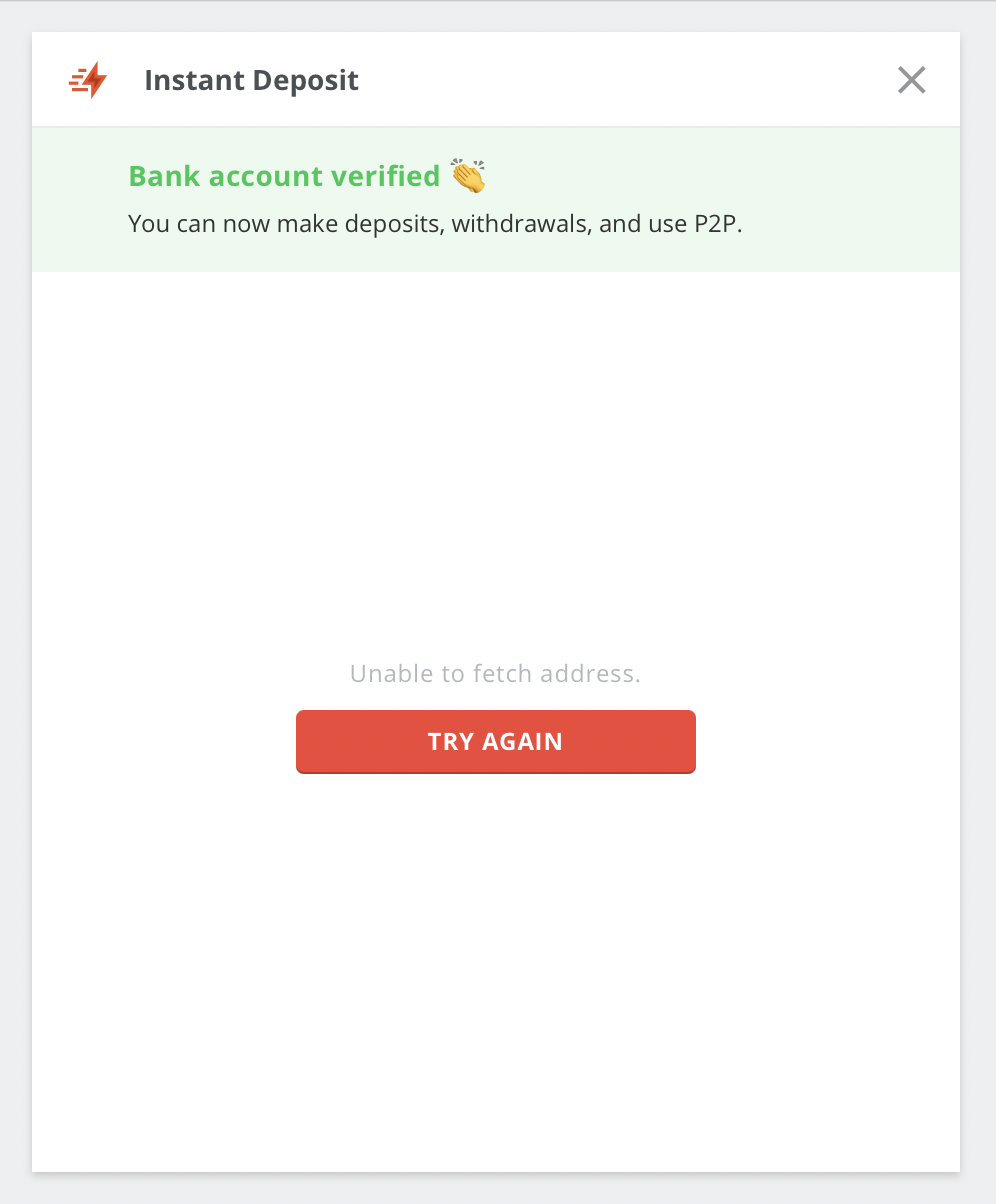 Instant Deposit
Bank account verified 👏
You can now make deposits, withdrawals, and use P2P.
Unable to fetch address.
TRY AGAIN